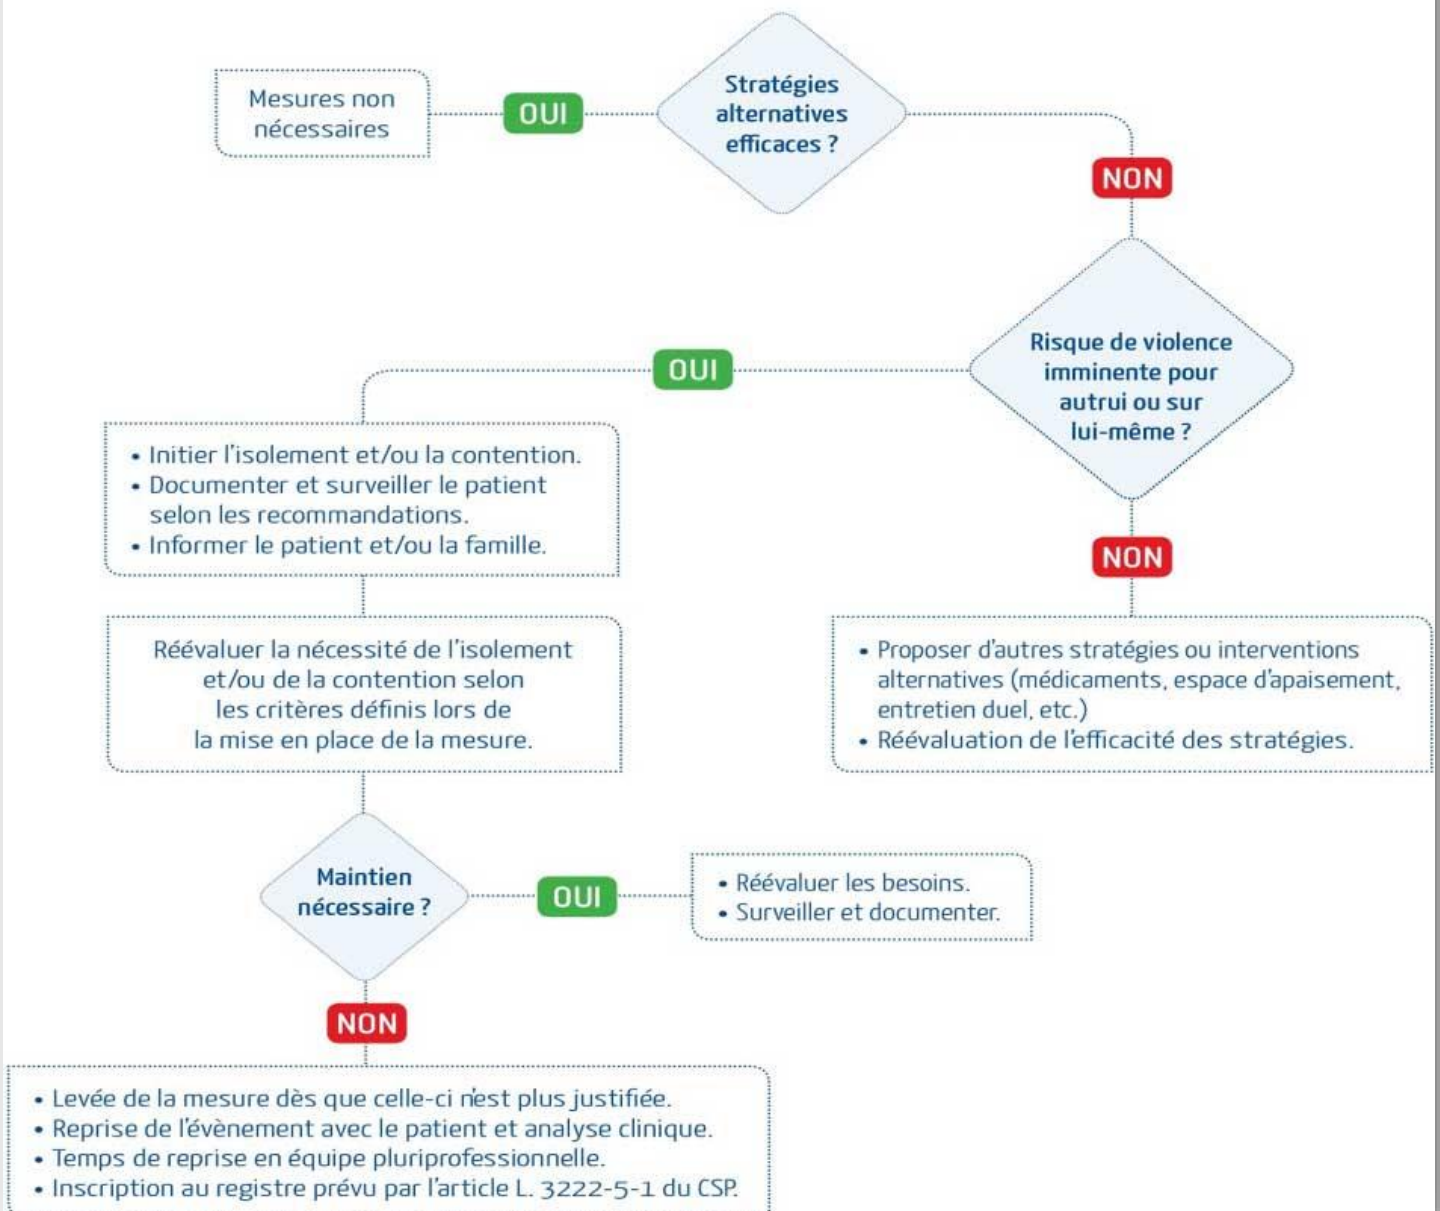 Stratégies
alternatives
efficaces ?
OUI
Mesures non
nécessaires
NON
Risque de violence
imminente pour
autrui ou sur
lui-même ?
OUI
• Initier l'isolement et/ou la contention.
• Documenter et surveiller le patient
selon les recommandations.
• Informer le patient et/ou la famille.
NON
• Proposer d'autres stratégies ou interventions
alternatives (médicaments, espace d'apaisement,
entretien duel, etc.)
• Réévaluation de l'efficacité des stratégies.
Réévaluer la nécessité de l'isolement
et/ou de la contention selon
les critères définis lors de
la mise en place de la mesure.
Maintien
nécessaire ?
OUI
• Réévaluer les besoins.
• Surveiller et documenter.
NON
• Levée de la mesure dès que celle-ci n'est plus justifiée.
• Reprise de l'évènement avec le patient et analyse clinique.
• Temps de reprise en équipe pluriprofessionnelle.
• Inscription au registre prévu par l'article L. 3222-5-1 du CSP.